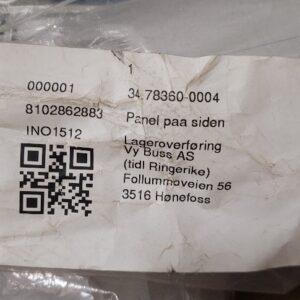 1
000001
34.78360-0004
8102862883
Panel paa siden
INO1512
Lageroverføring
Vy Buss AS
(tidl Ringerike)
Follummoveien 56
3516 Hønefoss